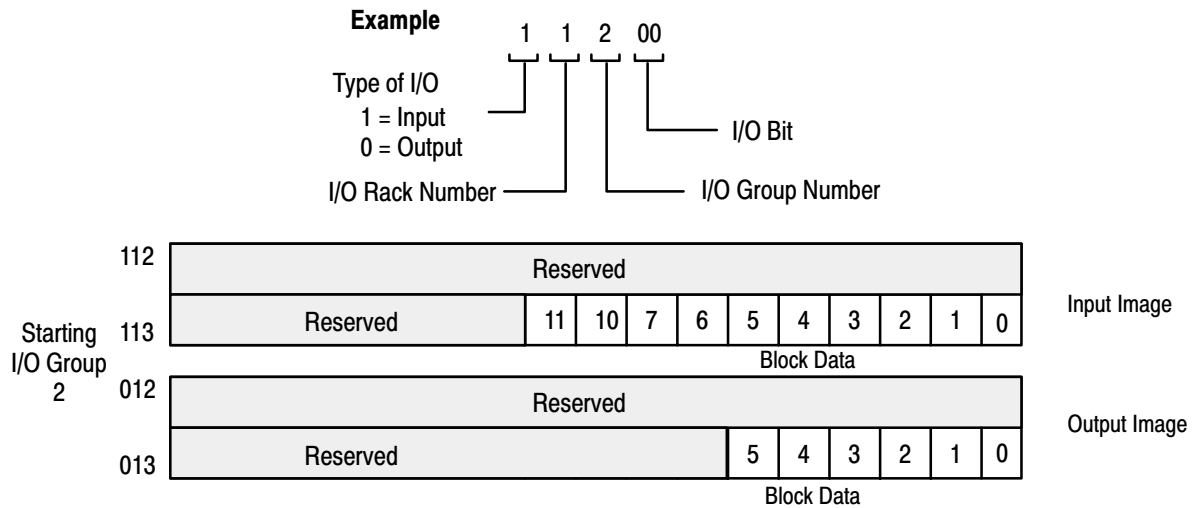 Example
1 1 2 00
Type of I/O
1 = Input
0 = Output
I/O Bit
I/O Rack Number
I/O Group Number
112
Reserved
Input Image
Starting
I/O Group
2
113
Reserved 11 10 7 6 5 4 3 2 1 0
Block Data
012
Reserved
Output Image
013
Reserved 5 4 3 2 1 0
Block Data